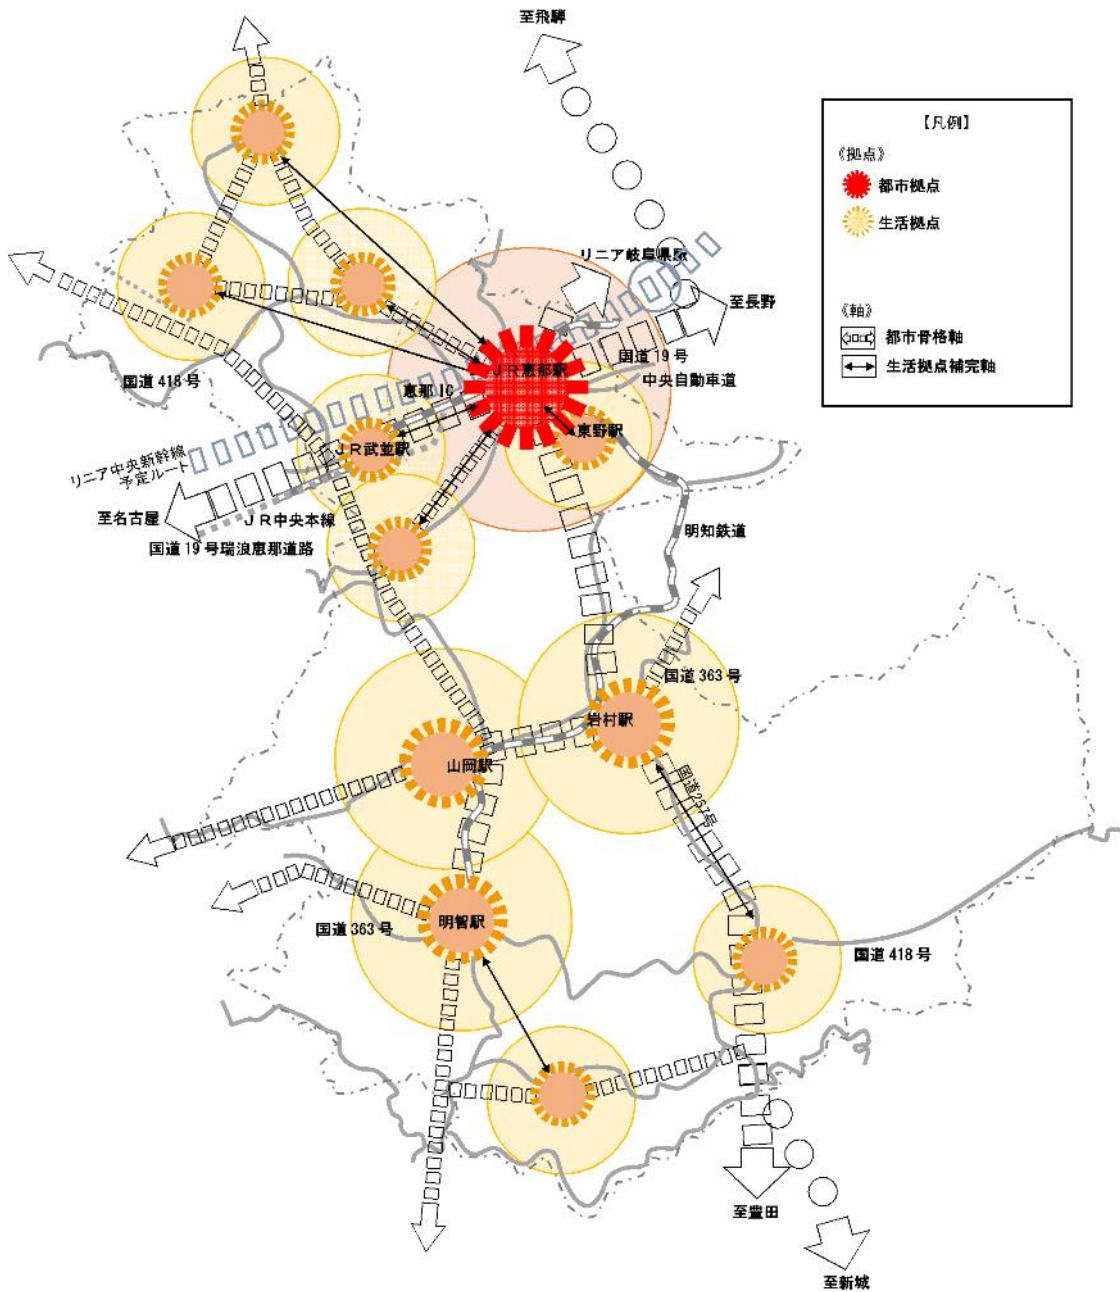 至飛騨
【凡例】
《拠点》
都市拠点
生活拠点
《軸》
都市骨格軸
生活拠点補完軸
リニア岐阜県駅
至長野
国道19号
中央自動車道
JR恵那駅
恵那IC
国道418号
東野駅
JR武並駅
リニア中央新幹線
予定ルート
至名古屋
JR中央本線
国道19号瑞浪恵那道路
明知鉄道
国道363号
岩村駅
山岡駅
国道257号
明智駅
国道363号
国道418号
至豊田
至新城